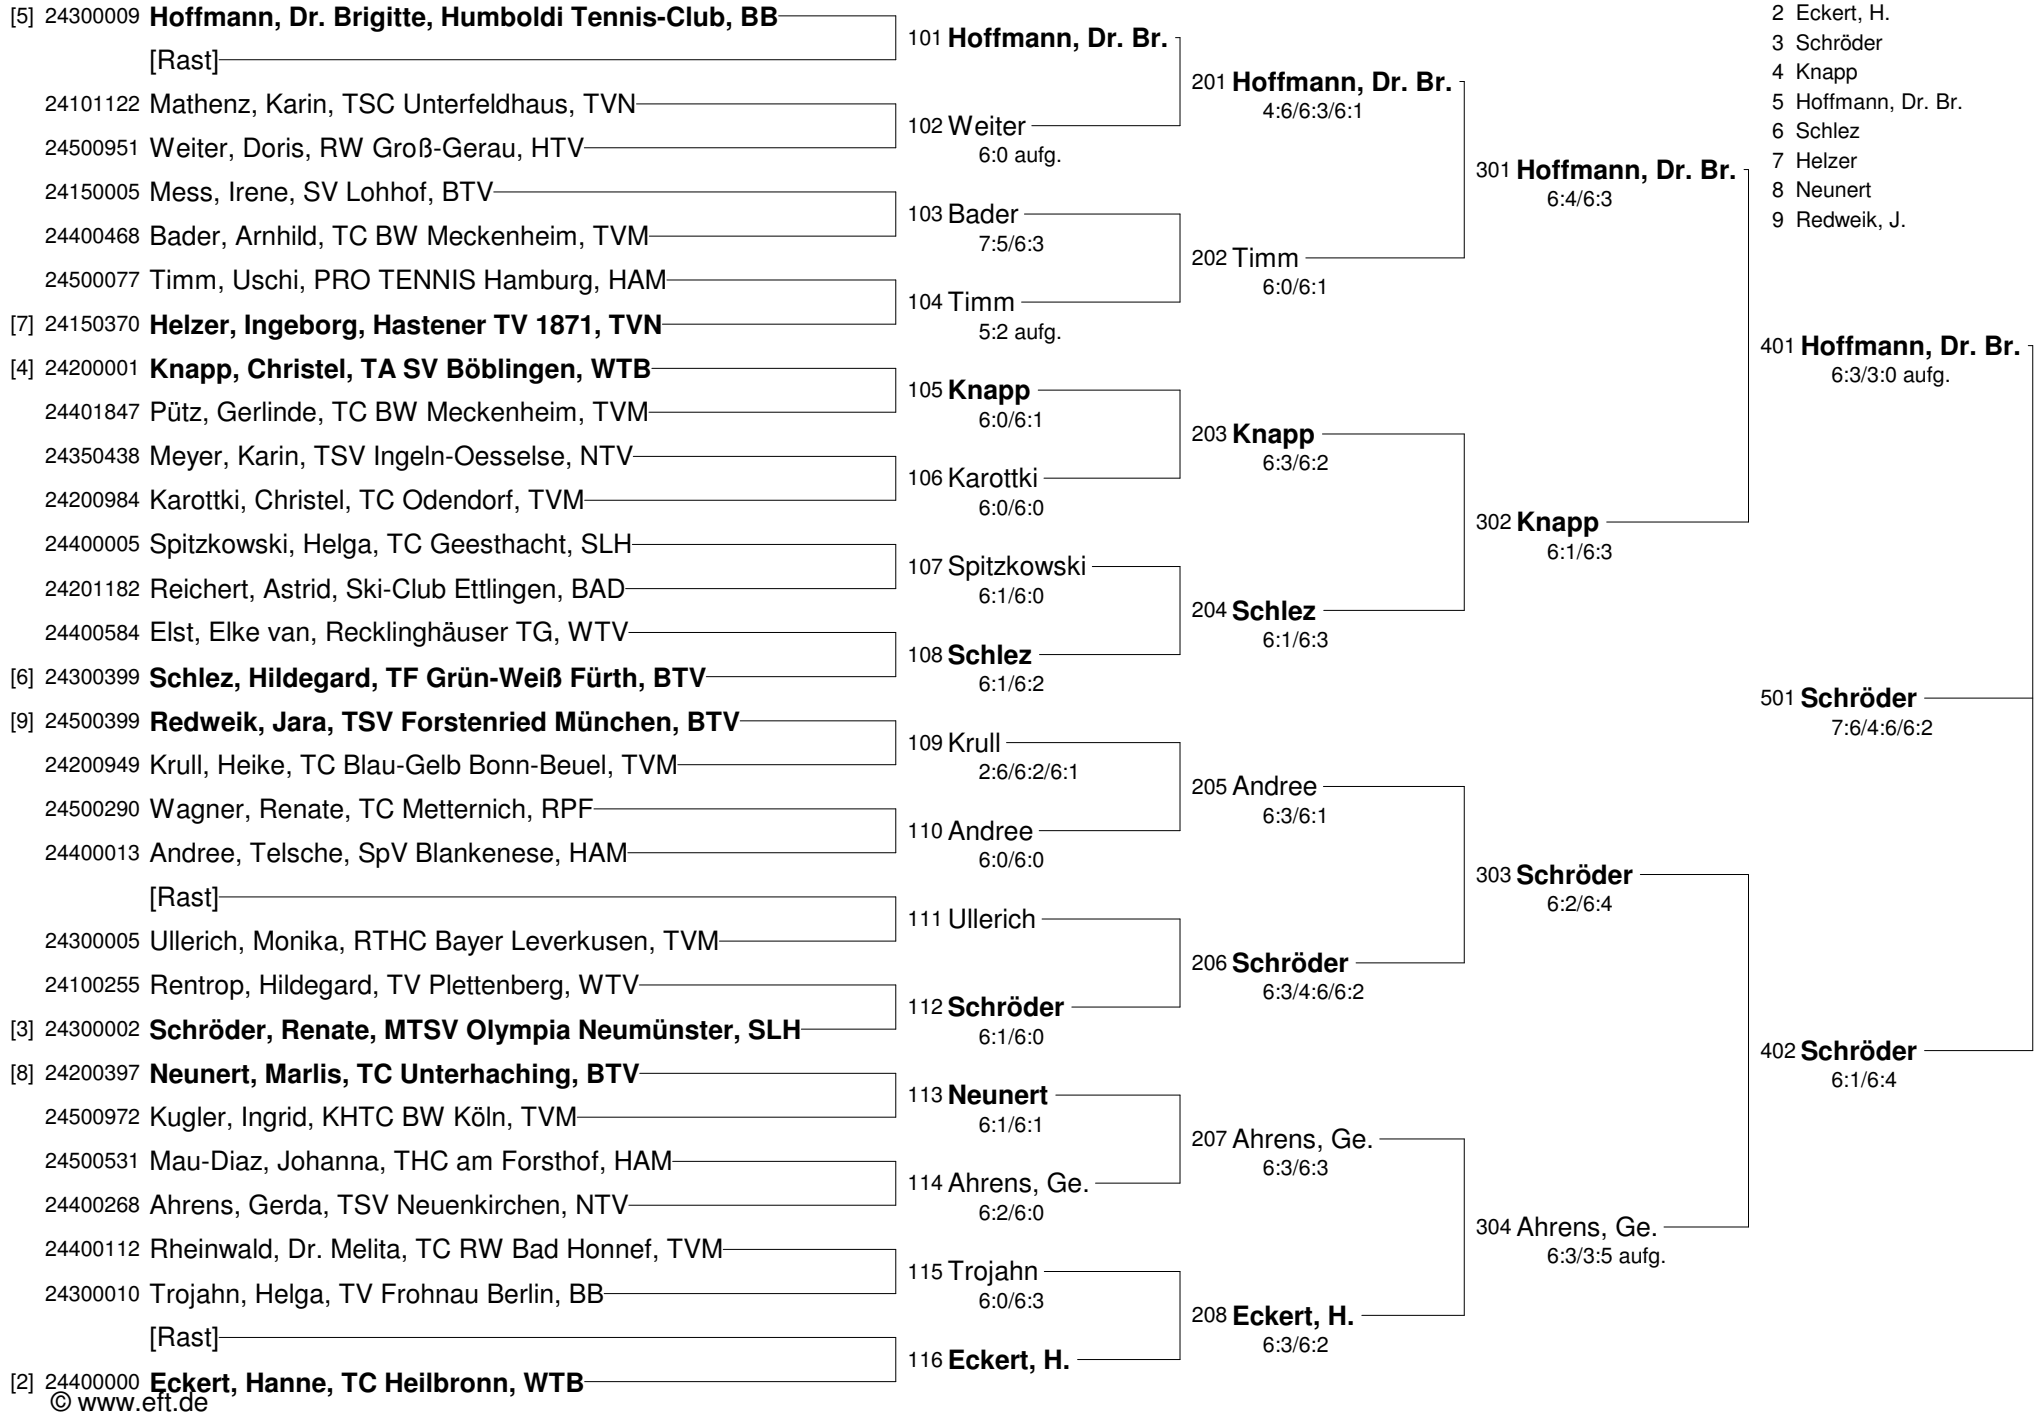 [5] 24300009 Hoffmann, Dr. Brigitte, Humboldi Tennis-Club, BB
[Rast]
24101122 Mathenz, Karin, TSC Unterfeldhaus, TVN
24500951 Weiter, Doris, RW Groß-Gerau, HTV
24150005 Mess, Irene, SV Lohhof, BTV
24400468 Bader, Arnhild, TC BW Meckenheim, TVM
24500077 Timm, Uschi, PRO TENNIS Hamburg, HAM
[7] 24150370 Helzer, Ingeborg, Hastener TV 1871, TVN
[4] 24200001 Knapp, Christel, TA SV Böblingen, WTB
24401847 Pütz, Gerlinde, TC BW Meckenheim, TVM
24350438 Meyer, Karin, TSV Ingeln-Oesselse, NTV
24200984 Karottki, Christel, TC Odendorf, TVM
24400005 Spitzkowski, Helga, TC Geesthacht, SLH
24201182 Reichert, Astrid, Ski-Club Ettlingen, BAD
24400584 Elst, Elke van, Recklinghäuser TG, WTV
[6] 24300399 Schlez, Hildegard, TF Grün-Weiß Fürth, BTV
[9] 24500399 Redweik, Jara, TSV Forstenried München, BTV
24200949 Krull, Heike, TC Blau-Gelb Bonn-Beuel, TVM
24500290 Wagner, Renate, TC Metternich, RPF
24400013 Andree, Telsche, SpV Blankenese, HAM
[Rast]
24300005 Ullerich, Monika, RTHC Bayer Leverkusen, TVM
24100255 Rentrop, Hildegard, TV Plettenberg, WTV
[3] 24300002 Schröder, Renate, MTSV Olympia Neumünster, SLH
[8] 24200397 Neunert, Marlis, TC Unterhaching, BTV
24500972 Kugler, Ingrid, KHTC BW Köln, TVM
24500531 Mau-Diaz, Johanna, THC am Forsthof, HAM
24400268 Ahrens, Gerda, TSV Neuenkirchen, NTV
24400112 Rheinwald, Dr. Melita, TC RW Bad Honnef, TVM
24300010 Trojahn, Helga, TV Frohnau Berlin, BB
[Rast]
[2] 24400000 Eckert, Hanne, TC Heilbronn, WTB
© www.eft.de
101 Hoffmann, Dr. Br.
102 Weiter
6:0 aufg.
103 Bader
7:5/6:3
104 Timm
5:2 aufg.
105 Knapp
6:0/6:1
106 Karottki
6:0/6:0
107 Spitzkowski
6:1/6:0
108 Schlez
6:1/6:2
109 Krull
2:6/6:2/6:1
110 Andree
6:0/6:0
111 Ullerich
112 Schröder
6:1/6:0
113 Neunert
6:1/6:1
114 Ahrens, Ge.
6:2/6:0
115 Trojahn
6:0/6:3
116 Eckert, H.
201 Hoffmann, Dr. Br.
4:6/6:3/6:1
202 Timm
6:0/6:1
203 Knapp
6:3/6:2
204 Schlez
6:1/6:3
205 Andree
6:3/6:1
206 Schröder
6:3/4:6/6:2
207 Ahrens, Ge.
6:3/6:3
208 Eckert, H.
6:3/6:2
301 Hoffmann, Dr. Br.
6:4/6:3
302 Knapp
6:1/6:3
303 Schröder
6:2/6:4
304 Ahrens, Ge.
6:3/3:5 aufg.
2 Eckert, H.
3 Schröder
4 Knapp
5 Hoffmann, Dr. Br.
6 Schlez
7 Helzer
8 Neunert
9 Redweik, J.
401 Hoffmann, Dr. Br.
6:3/3:0 aufg.
501 Schröder
7:6/4:6/6:2
402 Schröder
6:1/6:4